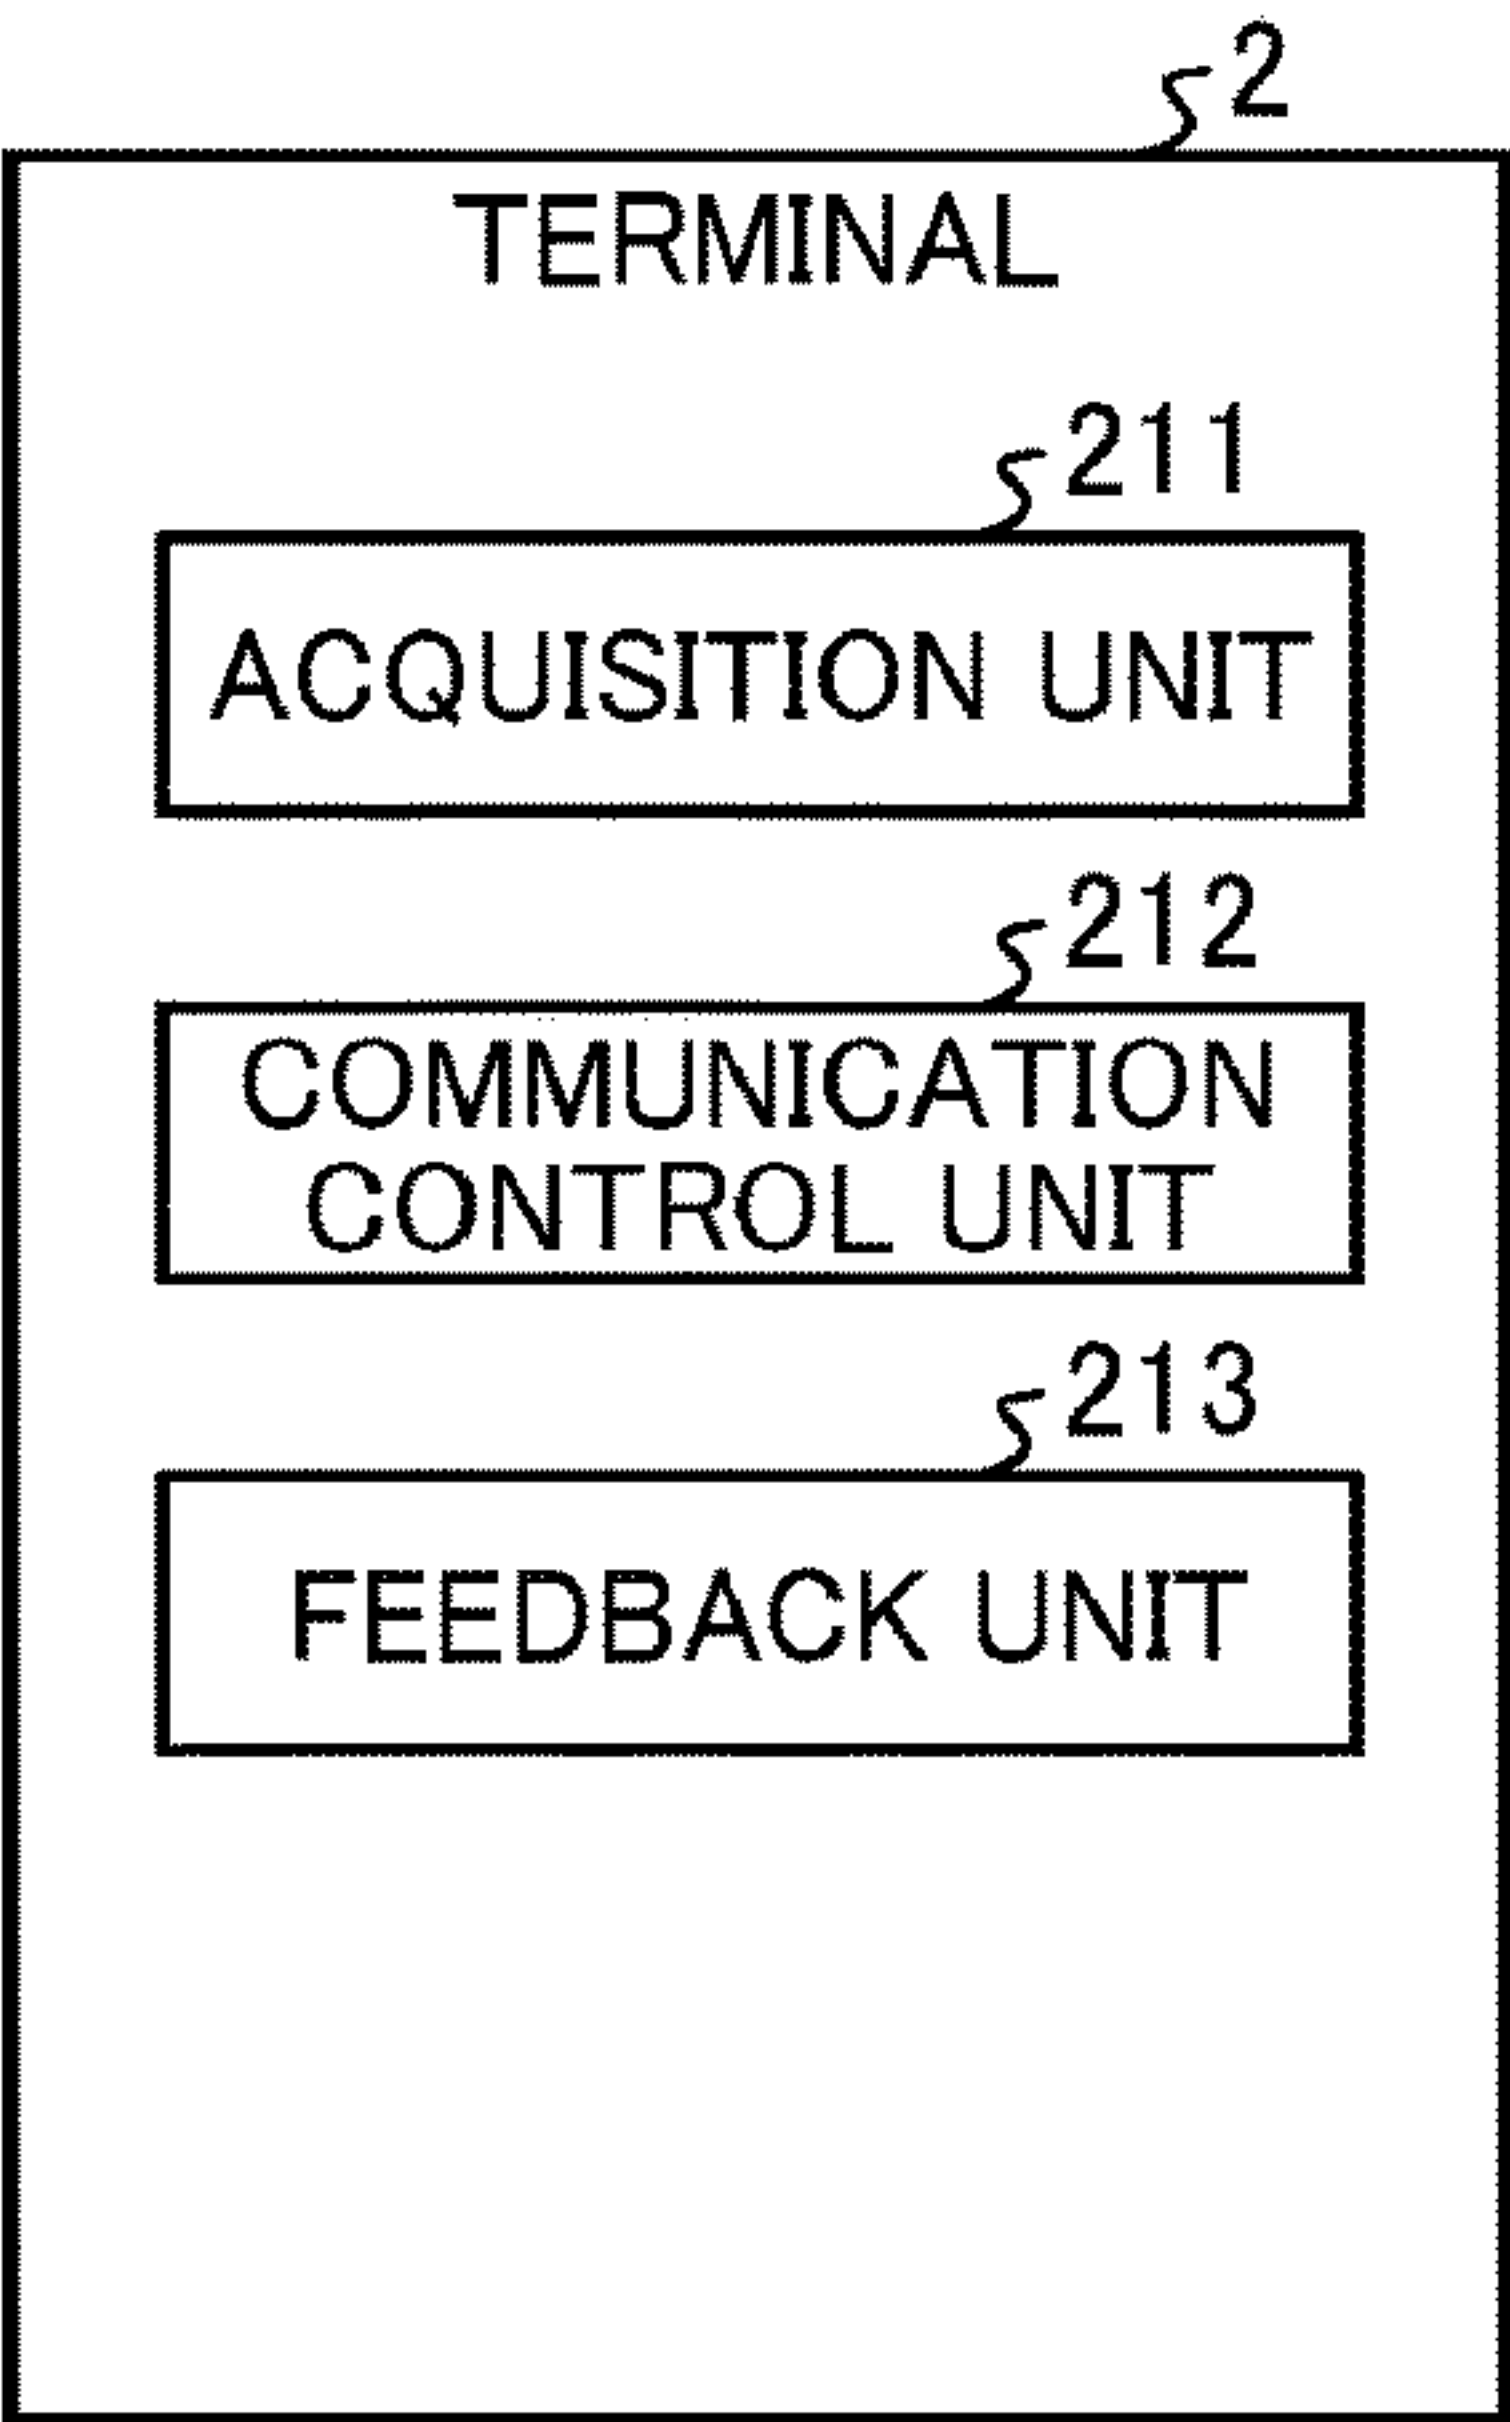 2
TERMINAL
211
ACQUISITION UNIT
212
COMMUNICATION
CONTROL UNIT
213
FEEDBACK UNIT